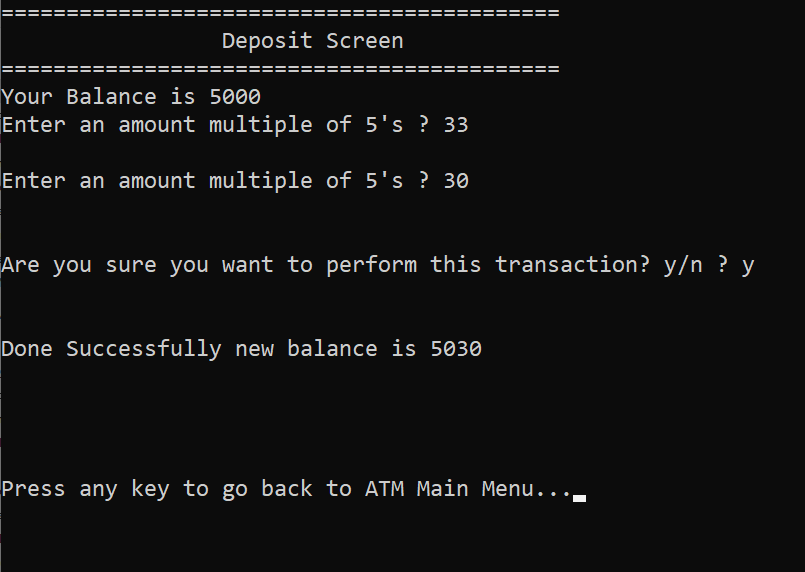 ===========================================
Deposit Screen
===========================================
Your Balance is 5000
Enter an amount multiple of 5's ? 33
Enter an amount multiple of 5's ? 30
Are you sure you want to perform this transaction? y/n ? y
Done Successfully new balance is 5030
Press any key to go back to ATM Main Menu...